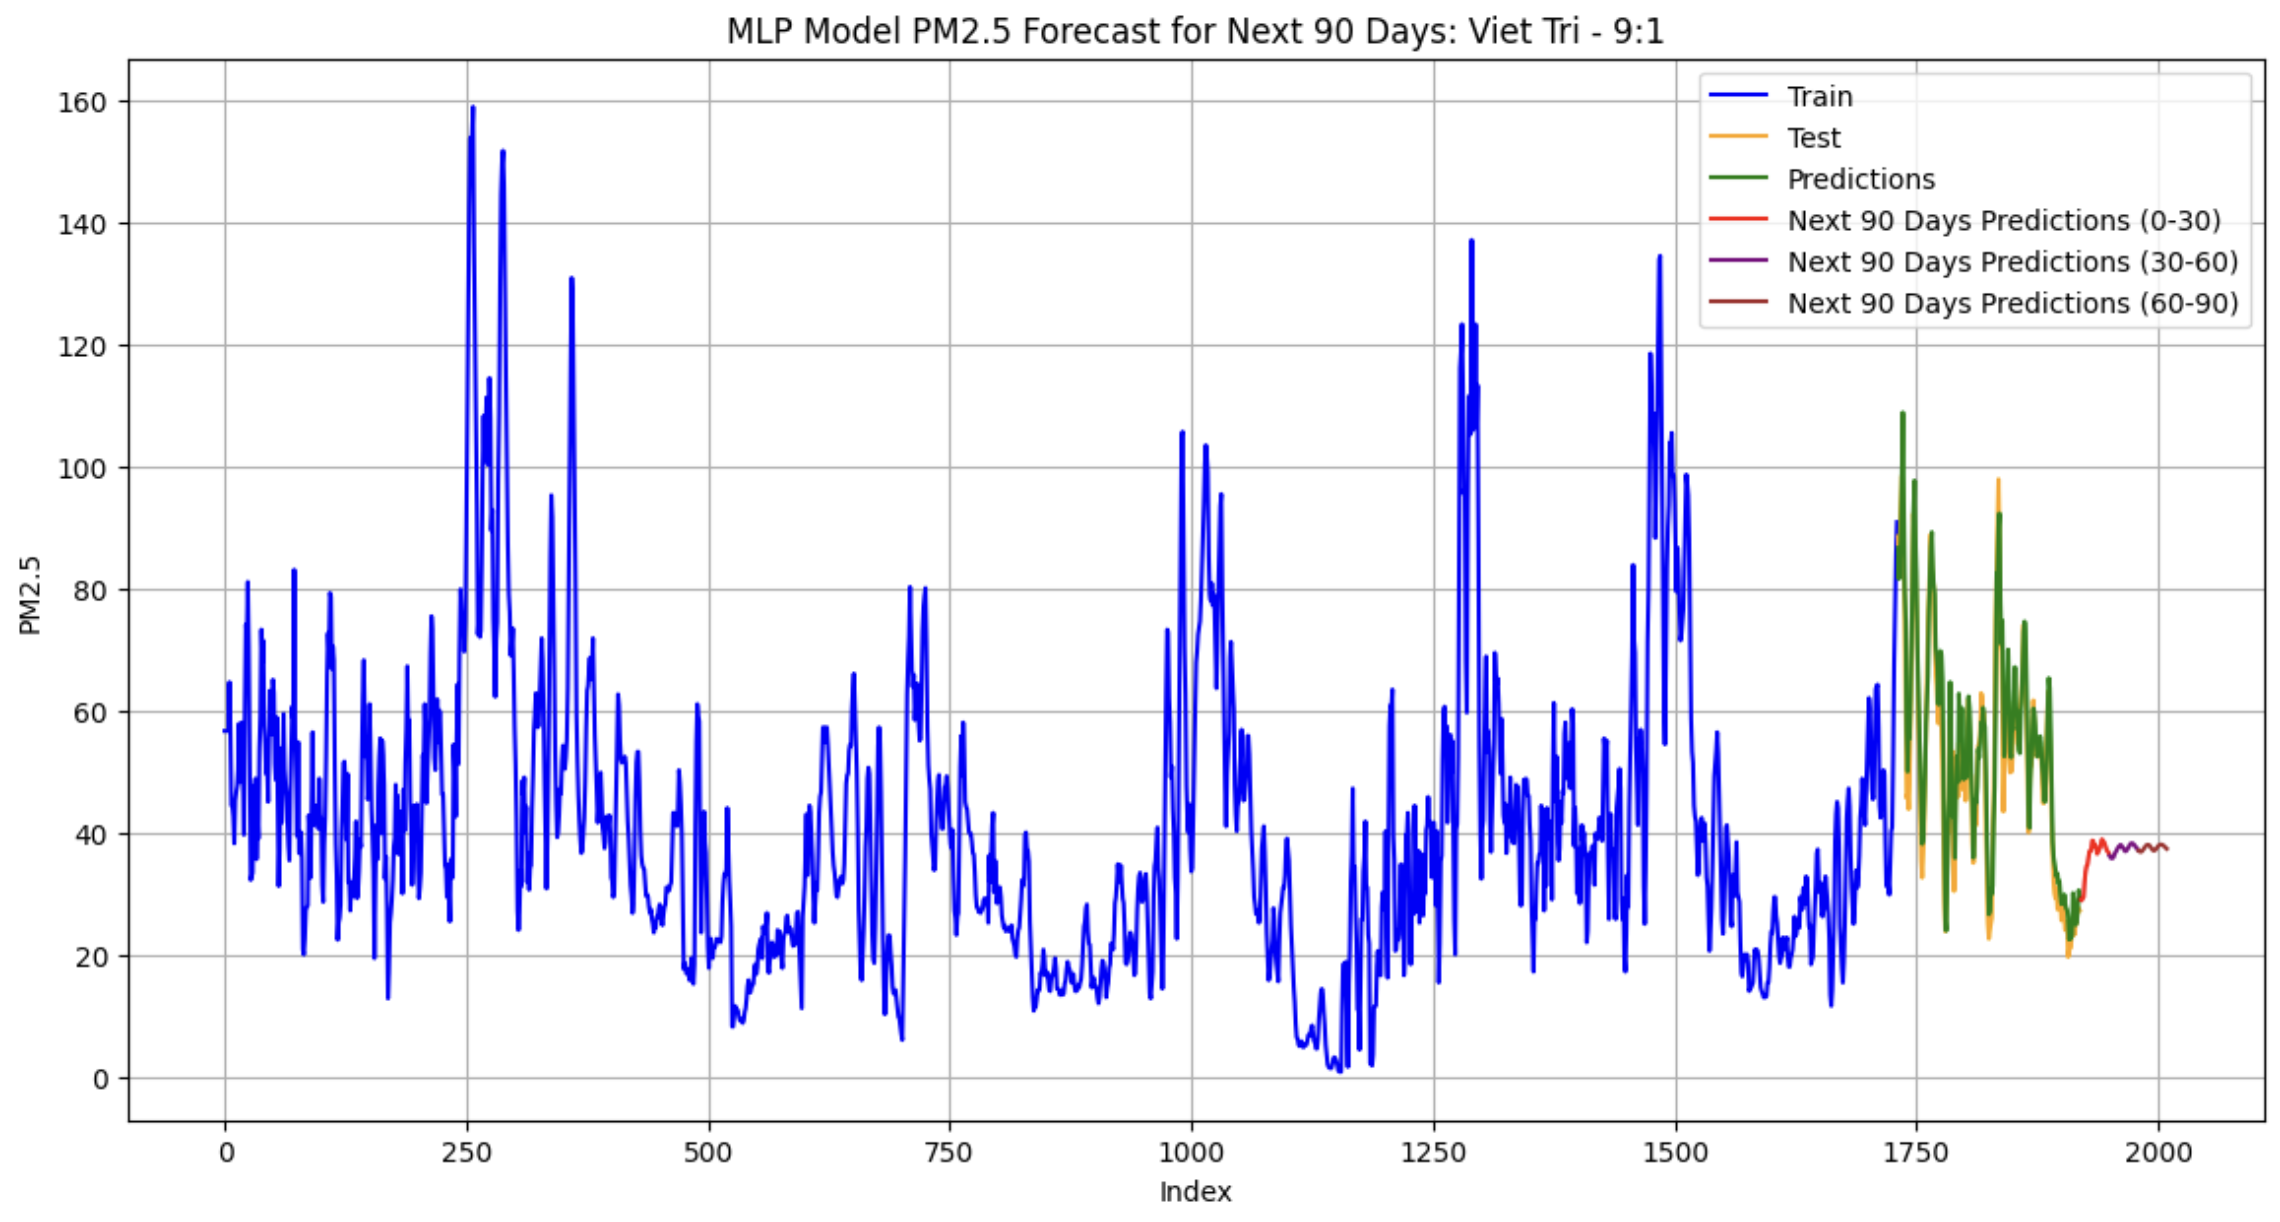 MLP Model PM2.5 Forecast for Next 90 Days: Viet Tri - 9:1
Train
Test
Predictions
Next 90 Days Predictions (0-30)
Next 90 Days Predictions (30-60)
Next 90 Days Predictions (60-90)
PM2.5
160
140
120
100
80
60
40
20
0
0
250
500
750
1000
1250
1500
1750
2000
Index